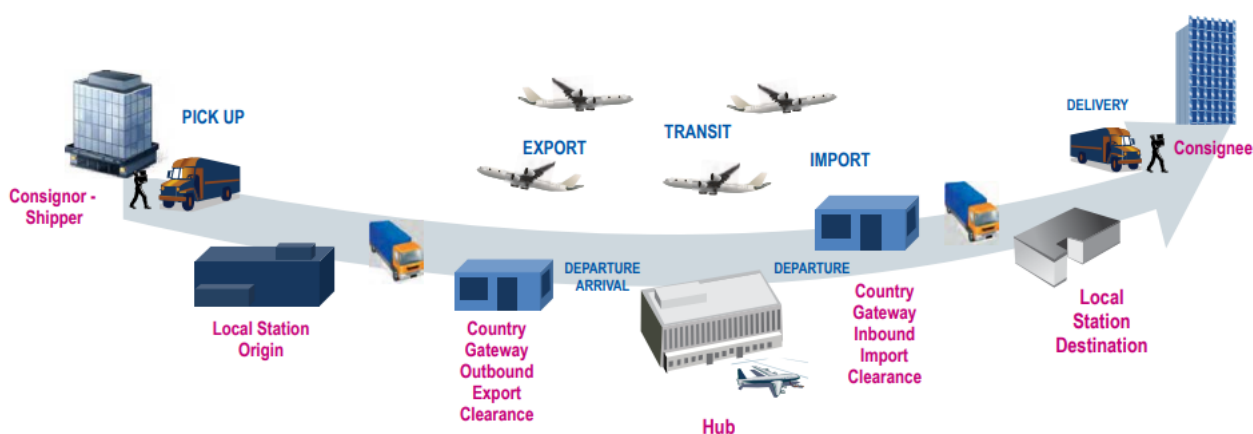 PICK UP
Consignor -
Shipper
Local Station
Origin
EXPORT
TRANSIT
IMPORT
Country
Gateway
Outbound
Export
Clearance
DEPARTURE
ARRIVAL
Hub
DEPARTURE
Country
Gateway
Inbound
Import
Clearance
Local
Station
Destination
DELIVERY
Consignee